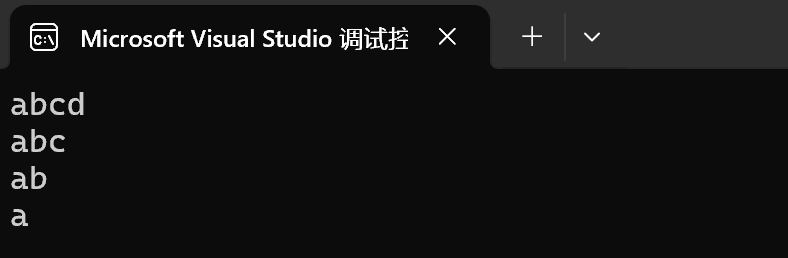 Microsoft Visual Studio 调试控
abcd
abc
ab
a